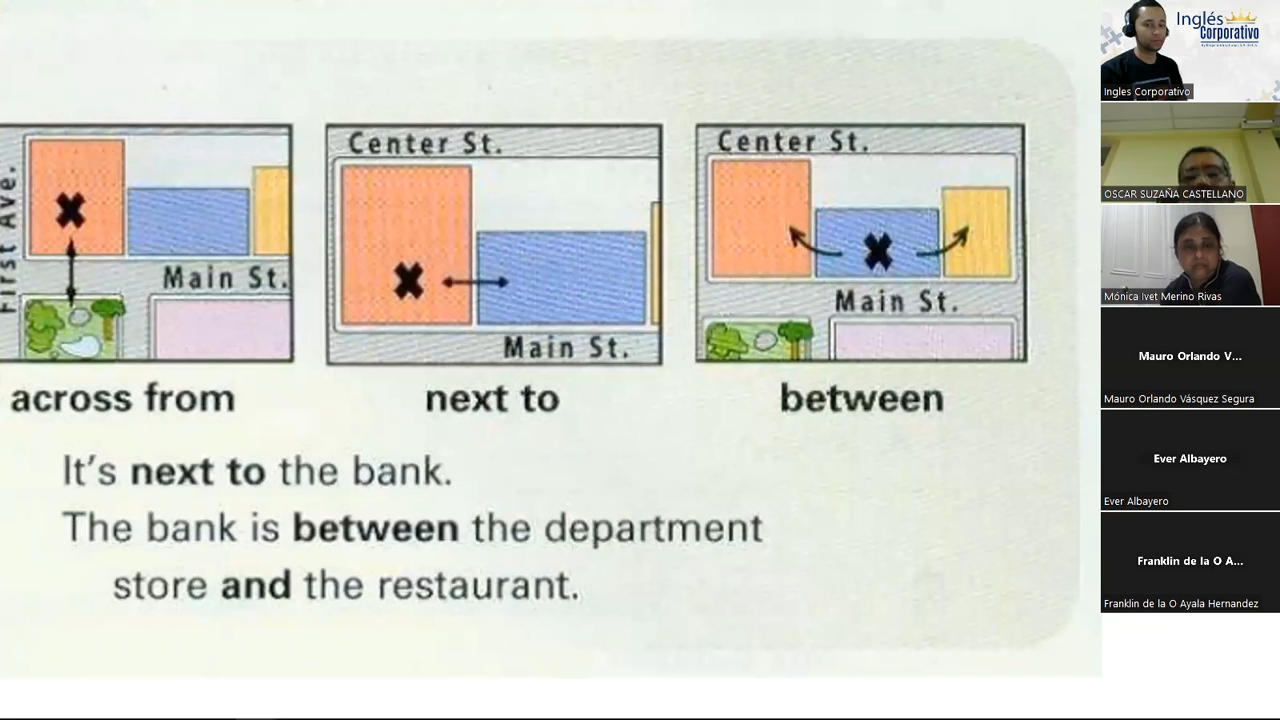 First Ave.
Main St.
across from
Center St.
Main St.
next to
Center St.
Main St.
between
It's next to the bank.
The bank is between the department
store and the restaurant.
Inglés
Corporativo
Ingles Corporativo
OSCAR SUZAÑA CASTELLANO
Mónica Ivet Merino Rivas
Mauro Orlando V...
Mauro Orlando Vásquez Segura
Ever Albayero
Ever Albayero
Franklin de la O A...
Franklin de la O Ayala Hernandez